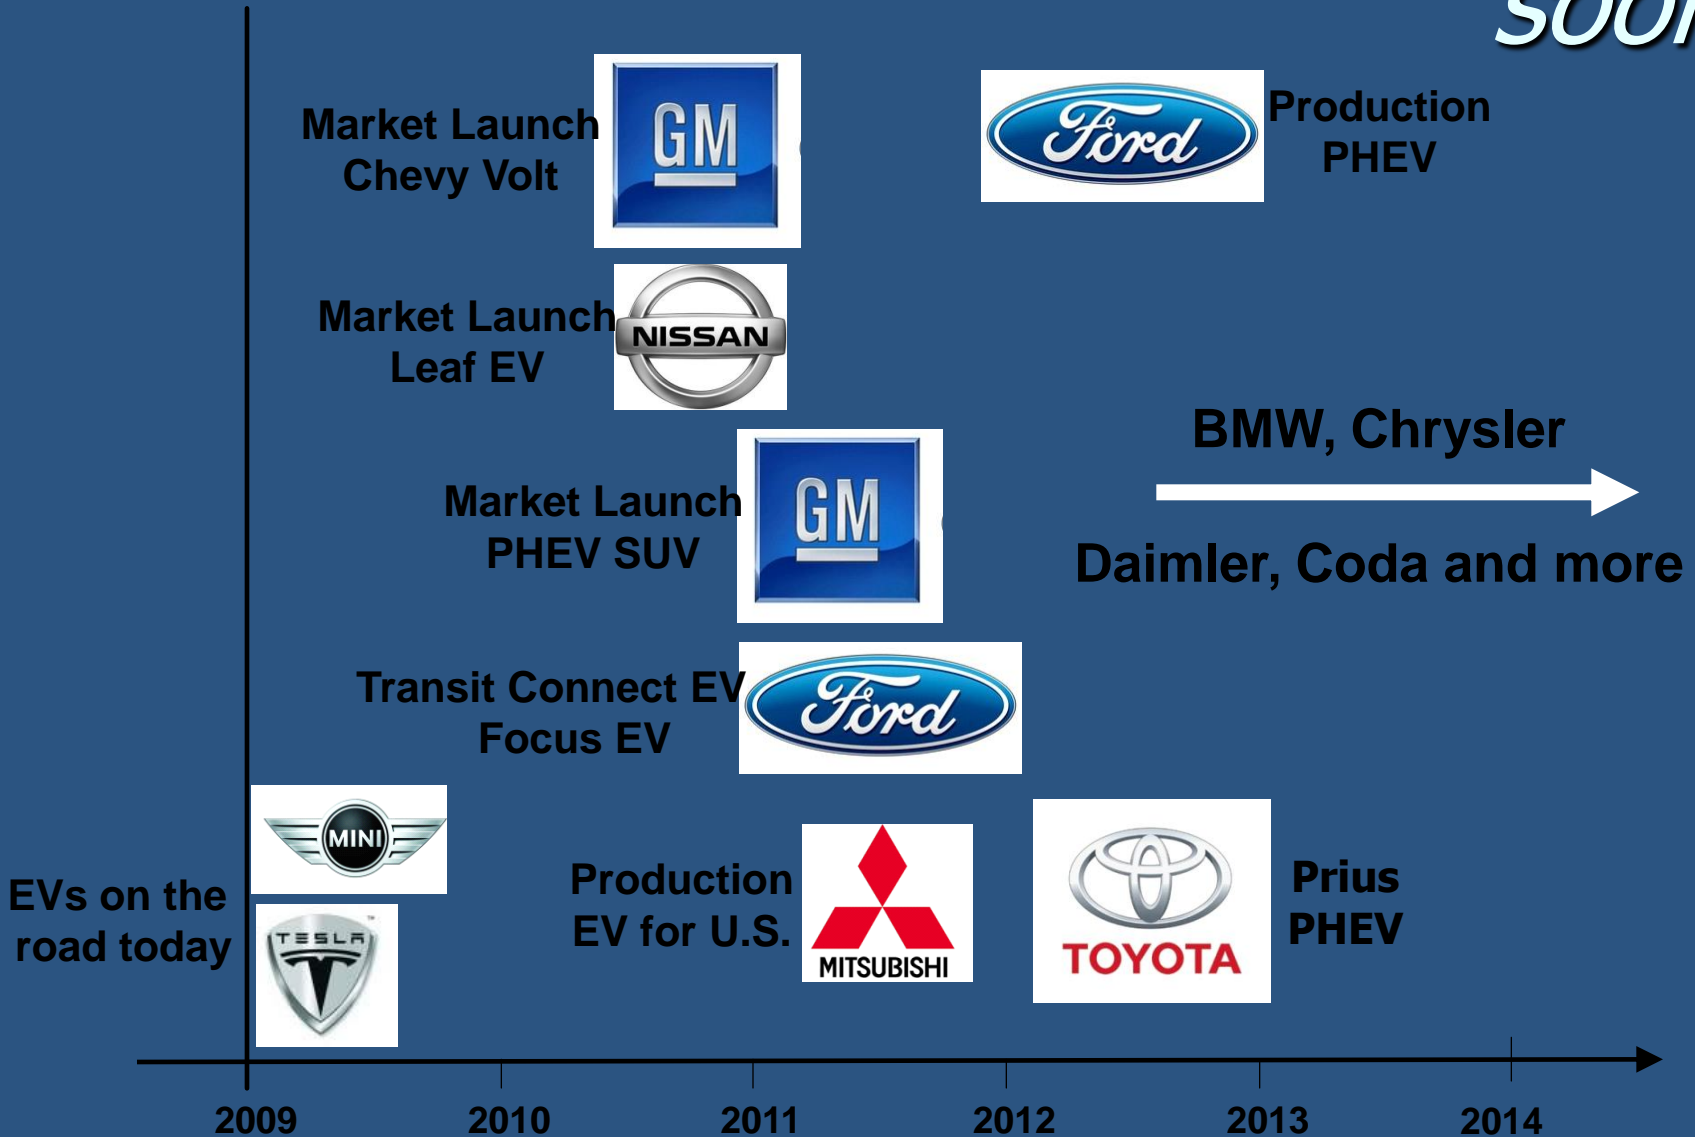 Market Launch
Chevy Volt
GM
Ford
Production
PHEV
Market Launch
Leaf EV
NISSAN
BMW, Chrysler
Market Launch
PHEV SUV
GM
Daimler, Coda and more
Transit Connect EV
Focus EV
Ford
MINI
EVs on the
road today
TESLA
TM
Production
EV for U.S.
MITSUBISHI
TOYOTA
Prius
PHEV
2009
2010
2011
2012
2013
2014